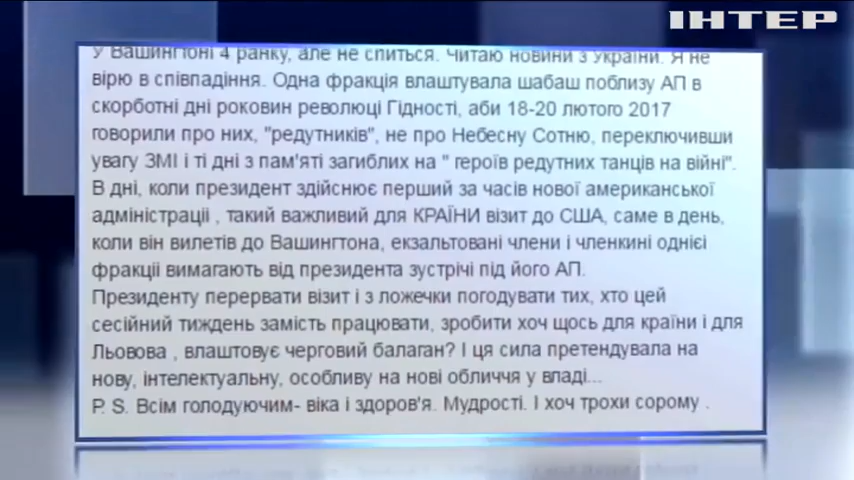 ІНТЕР
У Вашингтоні 4 ранку, але не спиться. Читаю новини з України. Я не
вірю в співпадіння. Одна фракція влаштувала шабаш поблизу АП в
скорботні дні роковин революці Гідності, аби 18-20 лютого 2017
говорили про них, "редутників", не про Небесну Сотню, переключивши
увагу ЗМІ і ті дні з пам'яті загиблих на " героїв редутних танців на війні".
В дні, коли президент здійснює перший за часів нової американської
адміністрації , такий важливий для КРАЇНИ візит до США, саме в день,
коли він вилетів до Вашингтона, екзальтовані члени і членкині однієї
фракції вимагають від президента зустрічі під його АП.
Президенту перервати візит і з ложечки погодувати тих, хто цей
сесійний тиждень замість працювати, зробити хоч щось для країни і для
Львова , влаштовує черговий балаган? І ця сила претендувала на
нову, інтелектуальну, особливу на нові обличчя у владі...
P. S. Всім голодуючим- віка і здоров'я. Мудрості. І хоч трохи сорому .